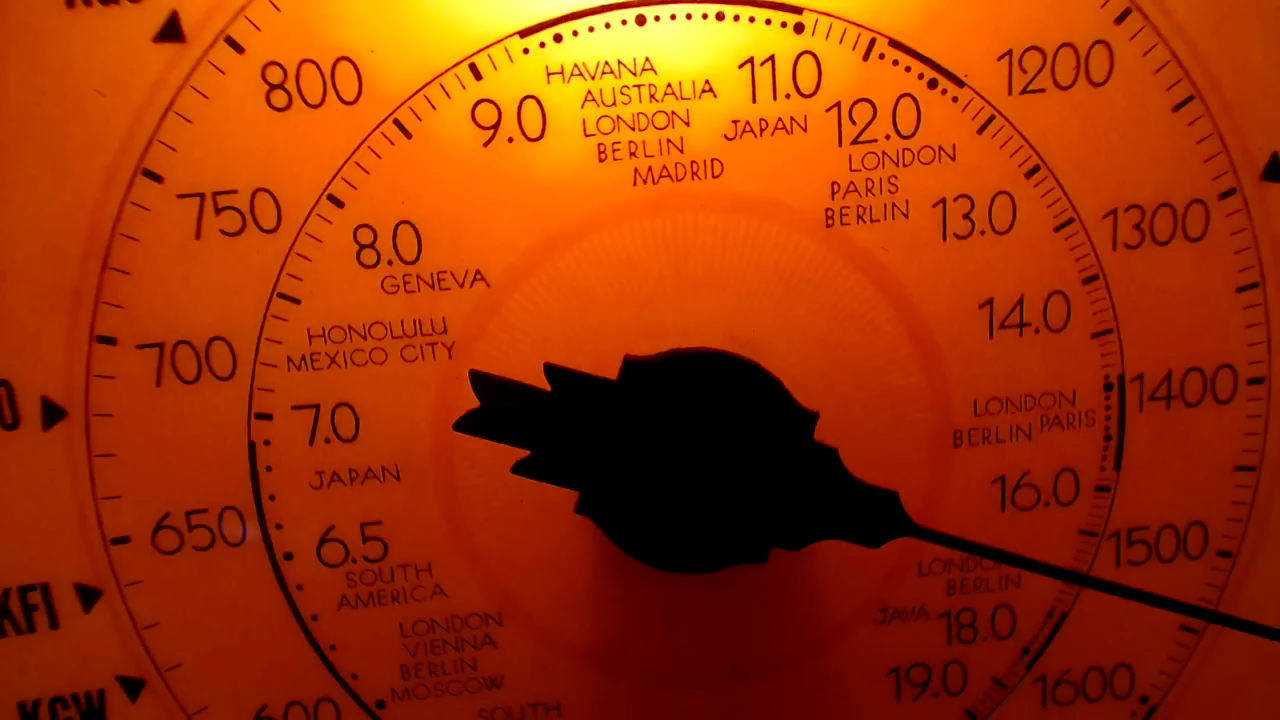 800
750
700
650
600
KFI
KGW
9.0
HAVANA
AUSTRALIA
LONDON
BERLIN
MADRID
11.0
JAPAN
12.0
LONDON
PARIS
BERLIN
13.0
14.0
LONDON
BERLIN PARIS
16.0
LONDON
BERLIN
JAVA 18.0
19.0
8.0
GENEVA
HONOLULU
MEXICO CITY
7.0
JAPAN
6.5
SOUTH
AMERICA
LONDON
VIENNA
BERLIN
MOSCOW
SOUTH
1200
1300
1400
1500
1600